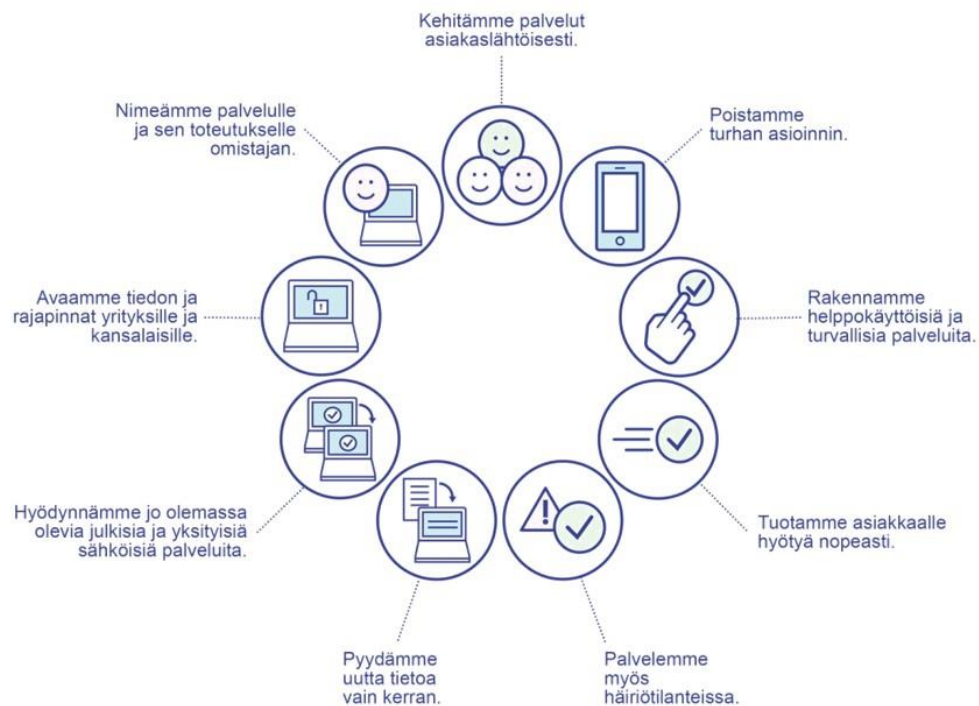 Kehitämme palvelut
asiakaslähtöisesti.
Poistamme
turhan asioinnin.
Rakennamme
helppokäyttöisiä ja
turvallisia palveluita.
Tuotamme asiakkaalle
hyötyä nopeasti.
Palvelemme
myös
häiriötilanteissa.
Pyydämme
uutta tietoa
vain kerran.
Hyödynnämme jo olemassa
olevia julkisia ja yksityisiä
sähköisiä palveluita.
Avaamme tiedon ja
rajapinnat yrityksille ja
kansalaisille.
Nimeämme palvelulle
ja sen toteutukselle
omistajan.